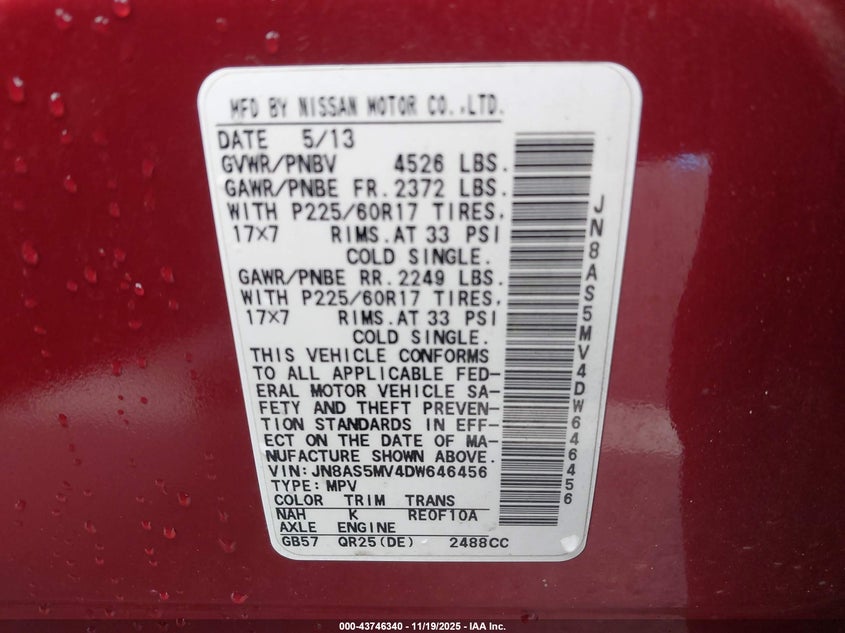 MFD BY NISSAN MOTOR CO.,LTD.
DATE 5/13
GVWR/PNBV 4526 LBS.
GAWR/PNBE FR. 2372 LBS.
WITH P225/60R17 TIRES,
17×7 RIMS.AT 33 PSI
COLD SINGLE.
GAWR/PNBE RR. 2249 LBS.
WITH P225/60R17 TIRES,
17×7 RIMS.AT 33 PSI
COLD SINGLE.
THIS VEHICLE CONFORMS
TO ALL APPLICABLE FED-
ERAL MOTOR VEHICLE SA-
FETY AND THEFT PREVEN-
TION STANDARDS IN EFF-
ECT ON THE DATE OF MA-
NUFACTURE SHOWN ABOVE.
VIN:JN8AS5MV4DW646456
TYPE:MPV
COLOR TRIM TRANS
NAH K RE0F10A
AXLE ENGINE
GB57 QR25(DE) 2488CC
JN8AS5MV4DW646456
000-43746340 - 11/19/2025 - IAA Inc.